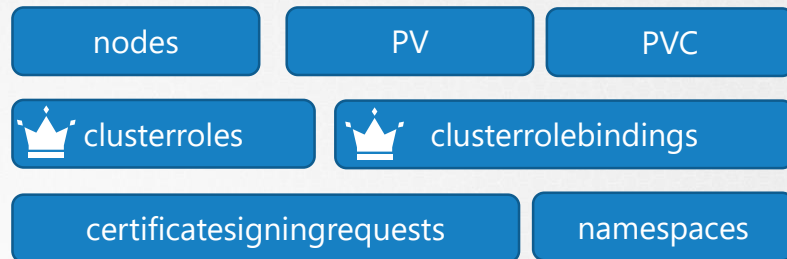 nodes PV PVC
clusterroles clusterrolebindings
certificatesigningrequests namespaces